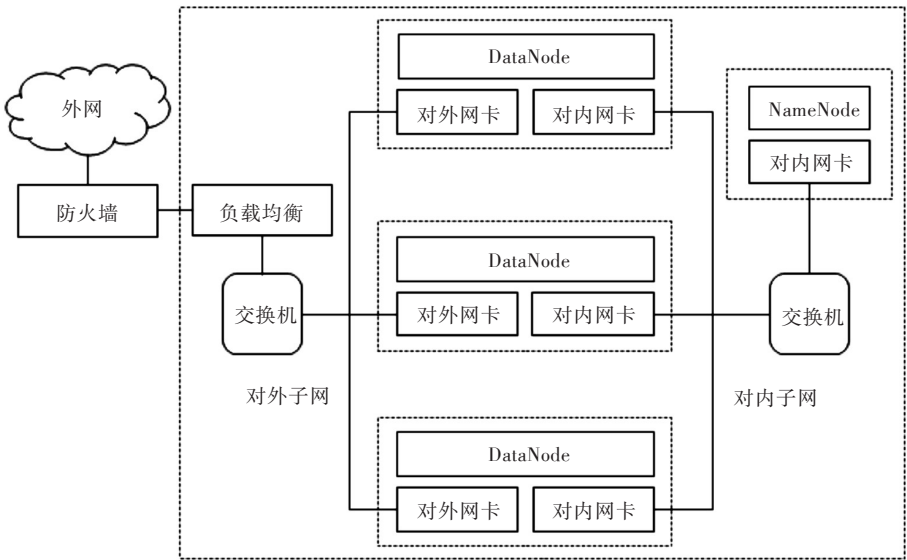 外网
防火墙
负载均衡
交换机
对外子网
DataNode
对外网卡
对内网卡
DataNode
对外网卡
对内网卡
DataNode
对外网卡
对内网卡
NameNode
对内网卡
交换机
对内子网